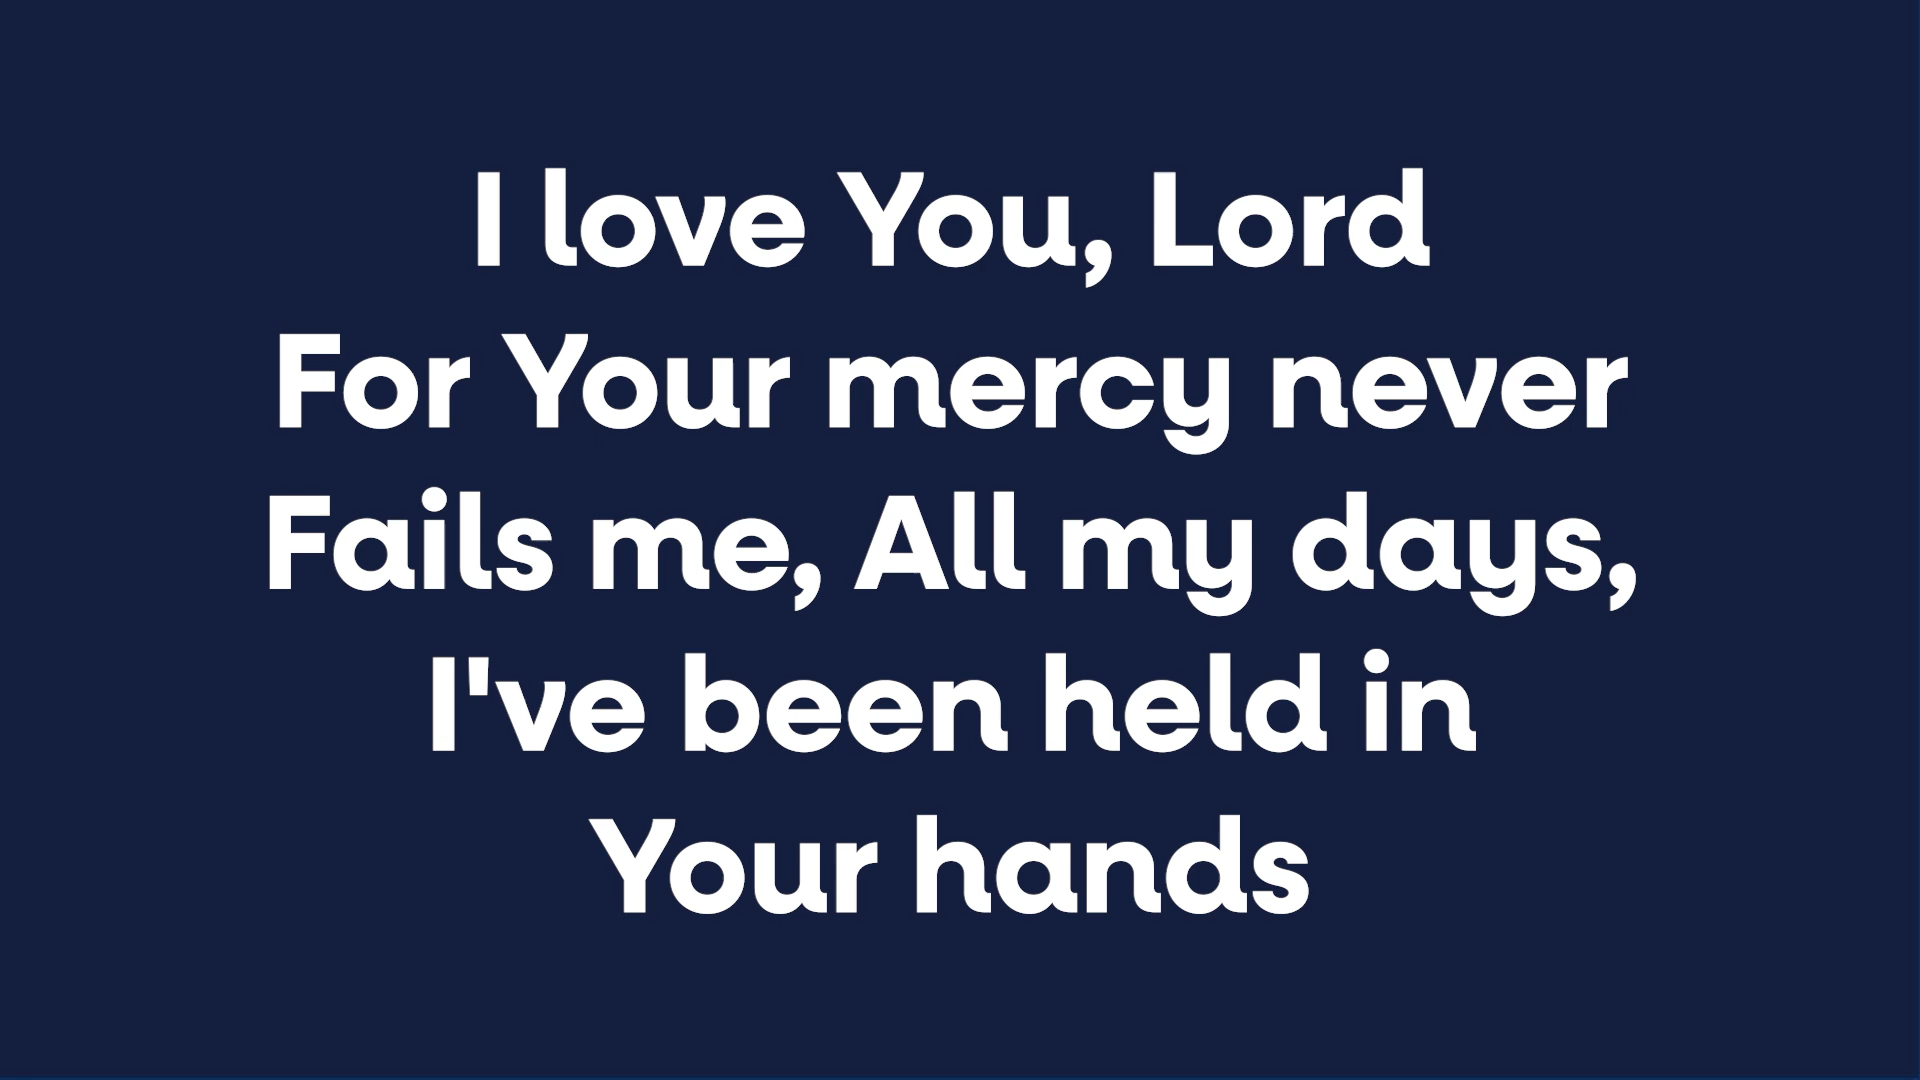 I love You, Lord
For Your mercy never
Fails me, All my days,
I've been held in
Your hands